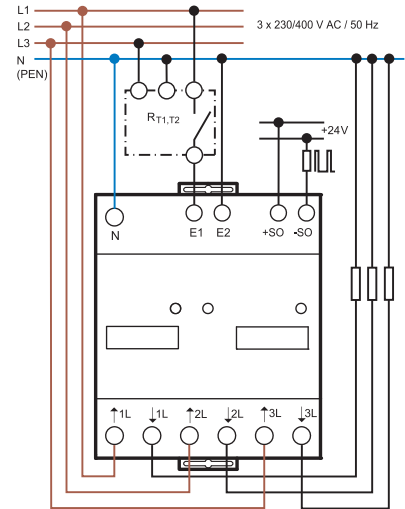 L1
L2
3 x 230/400 V AC / 50 Hz
L3
N
(PEN)
RT1,T2
+24V
N
E1
E2
+SO
-SO
↑1L
↓1L
↑2L
↓2L
↑3L
↓3L